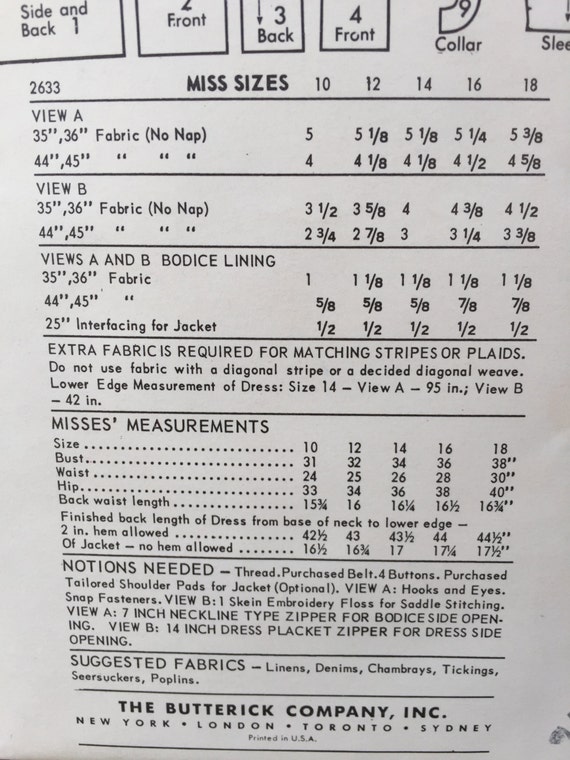 Side and
Back 1
2
Front
3
Back
4
Front
9
Collar
Slee
2633 MISS SIZES 10 12 14 16 18
VIEW A
35",36" Fabric (No Nap) 5 5 1/8 5 1/8 5 1/4 5 3/8
44",45" " " " 4 4 1/8 4 1/8 4 1/2 4 5/8
VIEW B
35",36" Fabric (No Nap) 3 1/2 3 5/8 4 4 3/8 4 1/2
44",45" " " " 2 3/4 2 7/8 3 3 1/4 3 3/8
VIEWS A AND B BODICE LINING
35",36" Fabric 1 1 1/8 1 1/8 1 1/8 1 1/8
44",45" " 5/8 5/8 5/8 7/8 7/8
25" Interfacing for Jacket 1/2 1/2 1/2 1/2 1/2
EXTRA FABRIC IS REQUIRED FOR MATCHING STRIPES OR PLAIDS.
Do not use fabric with a diagonal stripe or a decided diagonal weave.
Lower Edge Measurement of Dress: Size 14 – View A – 95 in.; View B
– 42 in.
MISSES' MEASUREMENTS
Size .............................. 10 12 14 16 18
Bust .............................. 31 32 34 36 38"
Waist ............................. 24 25 26 28 30"
Hip ............................... 33 34 36 38 40"
Back waist length ................. 15¾ 16 16¼ 16½ 16¾"
Finished back length of Dress from base of neck to lower edge –
2 in. hem allowed ................. 42½ 43 43½ 44 44½"
Of Jacket – no hem allowed ........ 16½ 16¾ 17 17¼ 17½"
NOTIONS NEEDED – Thread. Purchased Belt. 4 Buttons. Purchased
Tailored Shoulder Pads for Jacket (Optional). VIEW A: Hooks and Eyes.
Snap Fasteners. VIEW B: 1 Skein Embroidery Floss for Saddle Stitching.
VIEW A: 7 INCH NECKLINE TYPE ZIPPER FOR BODICE SIDE OPEN-
ING. VIEW B: 14 INCH DRESS PLACKET ZIPPER FOR DRESS SIDE
OPENING.
SUGGESTED FABRICS – Linens, Denims, Chambrays, Tickings,
Seersuckers, Poplins.
THE BUTTERICK COMPANY, INC.
NEW YORK • LONDON • TORONTO • SYDNEY
Printed in U.S.A.